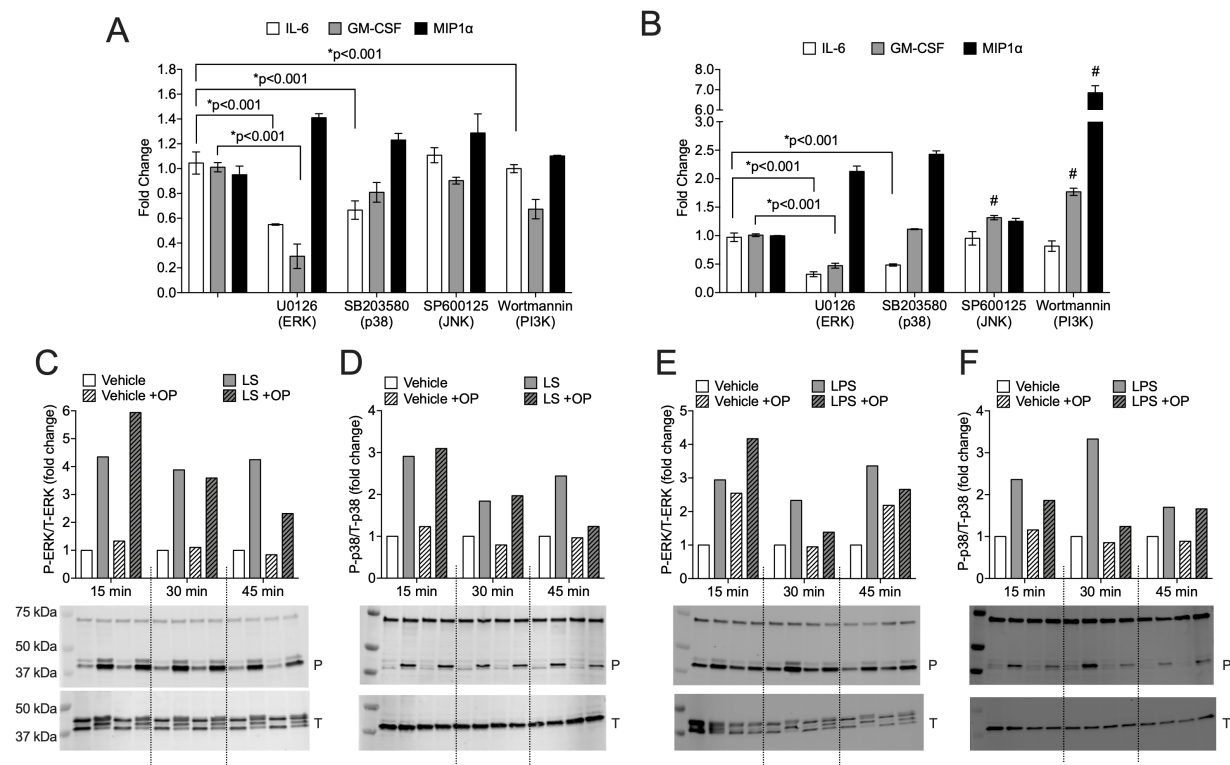 A
IL-6 GM-CSF MIP1α
*p<0.001
*p<0.001
*p<0.001
*p<0.001
Fold Change
1.8
1.6
1.4
1.2
1.0
0.8
0.6
0.4
0.2
0.0
U0126 SB203580 SP600125 Wortmannin
(ERK) (p38) (JNK) (PI3K)
B
IL-6 GM-CSF MIP1α
8.0
7.0
6.0
3.0
2.5
2.0
1.5
1.0
0.5
0.0
Fold Change
*p<0.001
*p<0.001
*p<0.001
#
#
#
U0126 SB203580 SP600125 Wortmannin
(ERK) (p38) (JNK) (PI3K)
C
Vehicle LS
Vehicle +OP LS +OP
P-ERK/T-ERK (fold change)
6
5
4
3
2
1
0
15 min 30 min 45 min
75 kDa
50 kDa
37 kDa
P
50 kDa
37 kDa
T
D
Vehicle LS
Vehicle +OP LS +OP
P-p38/T-p38 (fold change)
4
3
2
1
0
15 min 30 min 45 min
P
T
E
Vehicle LPS
Vehicle +OP LPS +OP
P-ERK/T-ERK (fold change)
5
4
3
2
1
0
15 min 30 min 45 min
P
T
F
Vehicle LPS
Vehicle +OP LPS +OP
P-p38/T-p38 (fold change)
4
3
2
1
0
15 min 30 min 45 min
P
T